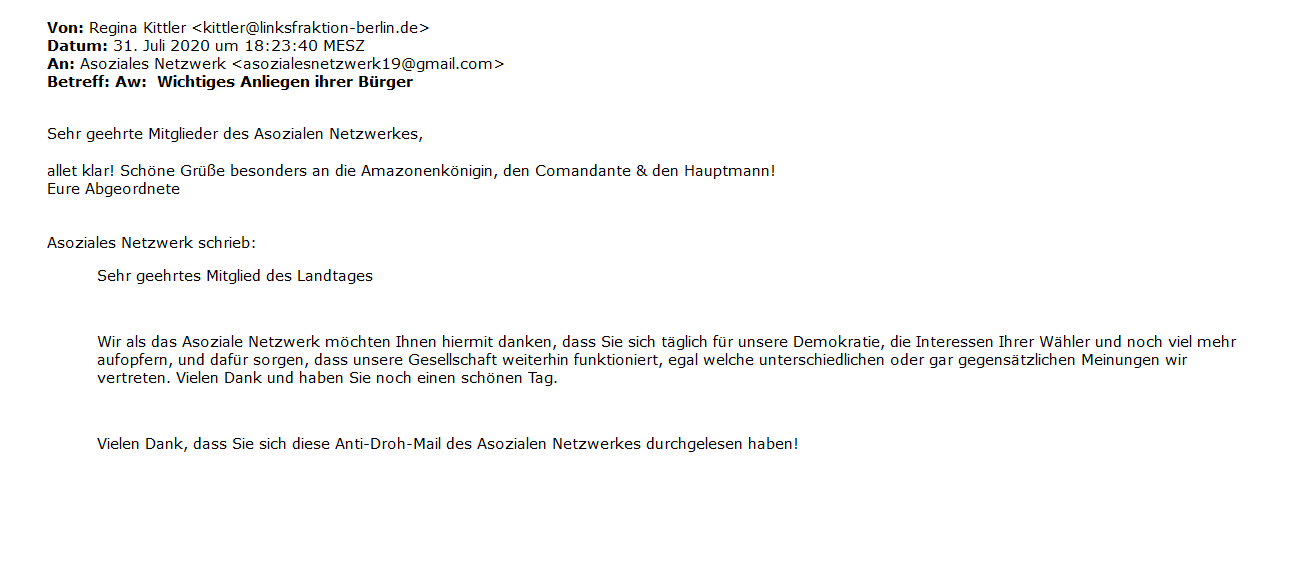 Von: Regina Kittler <kittler@linksfraktion-berlin.de>
Datum: 31. Juli 2020 um 18:23:40 MESZ
An: Asoziales Netzwerk <asozialesnetzwerk19@gmail.com>
Betreff: Aw:  Wichtiges Anliegen ihrer Bürger
Sehr geehrte Mitglieder des Asozialen Netzwerkes,
allet klar! Schöne Grüße besonders an die Amazonenkönigin, den Comandante & den Hauptmann!
Eure Abgeordnete
Asoziales Netzwerk schrieb:
Sehr geehrtes Mitglied des Landtages
Wir als das Asoziale Netzwerk möchten Ihnen hiermit danken, dass Sie sich täglich für unsere Demokratie, die Interessen Ihrer Wähler und noch viel mehr
aufopfern, und dafür sorgen, dass unsere Gesellschaft weiterhin funktioniert, egal welche unterschiedlichen oder gar gegensätzlichen Meinungen wir
vertreten. Vielen Dank und haben Sie noch einen schönen Tag.
Vielen Dank, dass Sie sich diese Anti-Droh-Mail des Asozialen Netzwerkes durchgelesen haben!